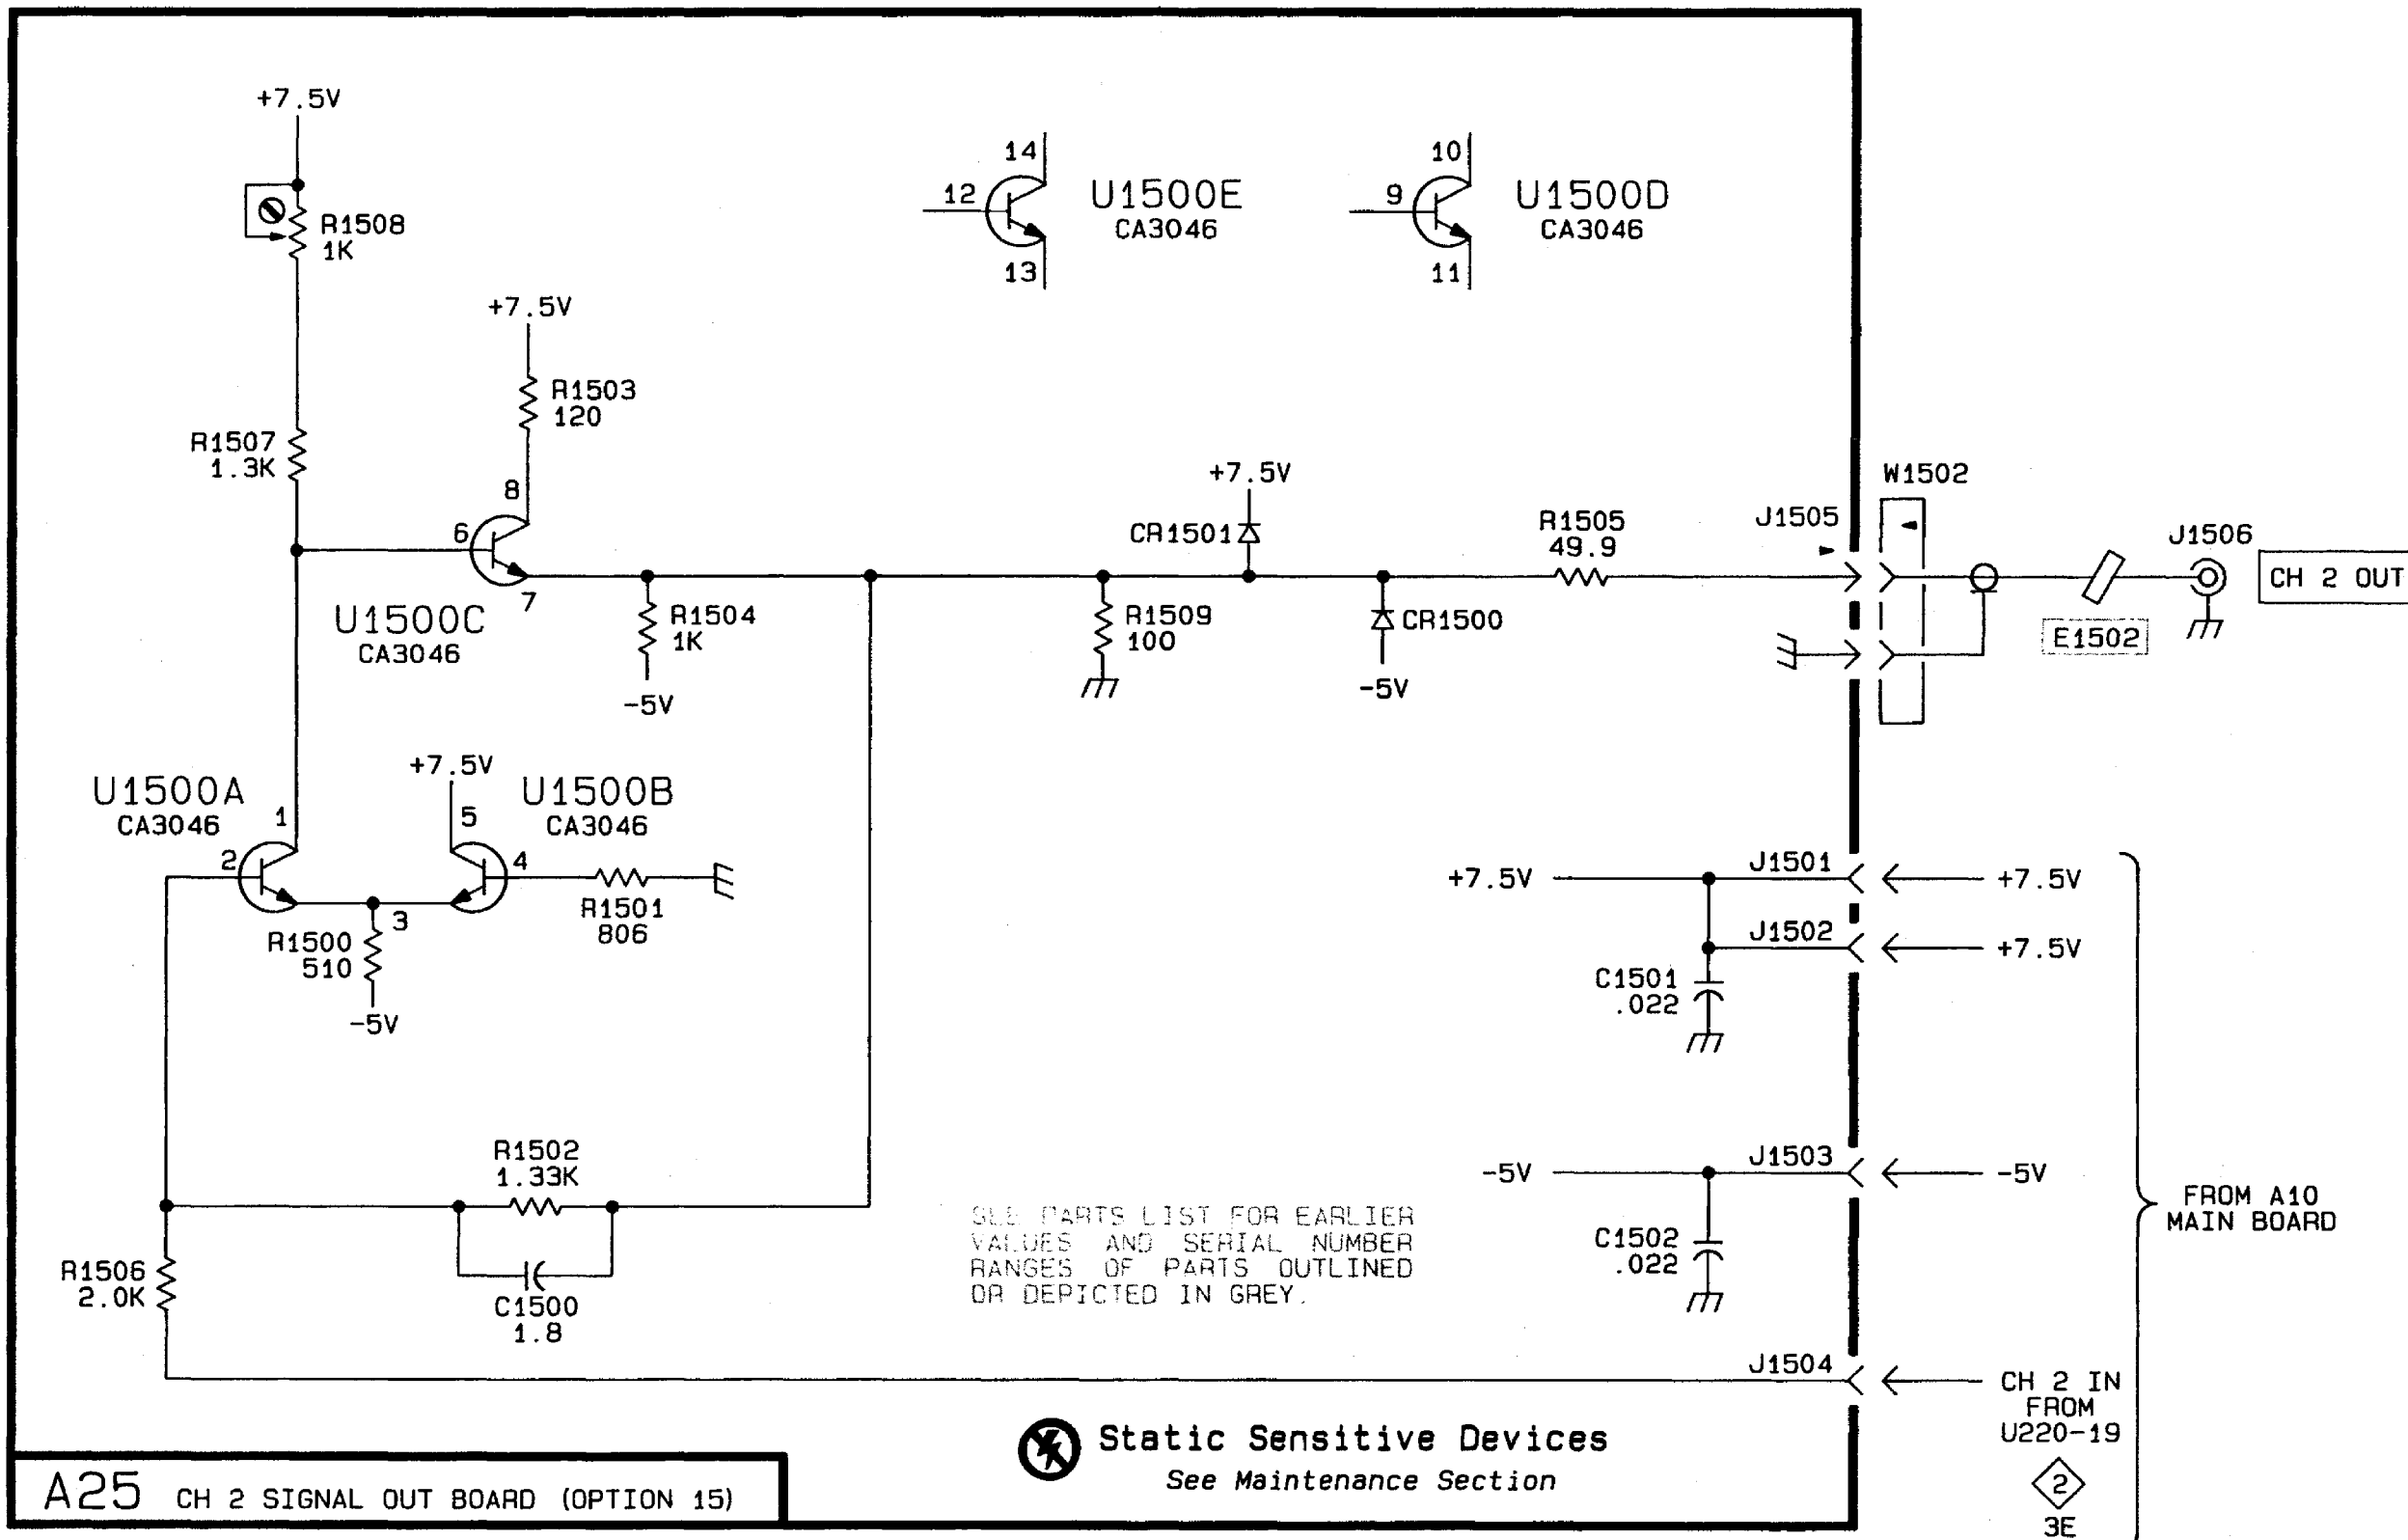 +7.5V
R1508
1K
14
12
13
U1500E
CA3046
10
9
11
U1500D
CA3046
+7.5V
R1503
120
R1507
1.3K
8
6
7
U1500C
CA3046
R1504
1K
-5V
+7.5V
CR1501
R1509
100
CR1500
-5V
R1505
49.9
J1505
W1502
J1506
CH 2 OUT
E1502
U1500A
CA3046
1
2
+7.5V
5
U1500B
CA3046
4
R1501
806
3
R1500
510
-5V
+7.5V
J1501
+7.5V
J1502
+7.5V
C1501
.022
R1502
1.33K
C1500
1.8
R1506
2.0K
-5V
J1503
-5V
C1502
.022
FROM A10
MAIN BOARD
SEE PARTS LIST FOR EARLIER
VALUES AND SERIAL NUMBER
RANGES OF PARTS OUTLINED
OR DEPICTED IN GREY.
J1504
CH 2 IN
FROM
U220-19
2
3E
Static Sensitive Devices
See Maintenance Section
A25 CH 2 SIGNAL OUT BOARD (OPTION 15)